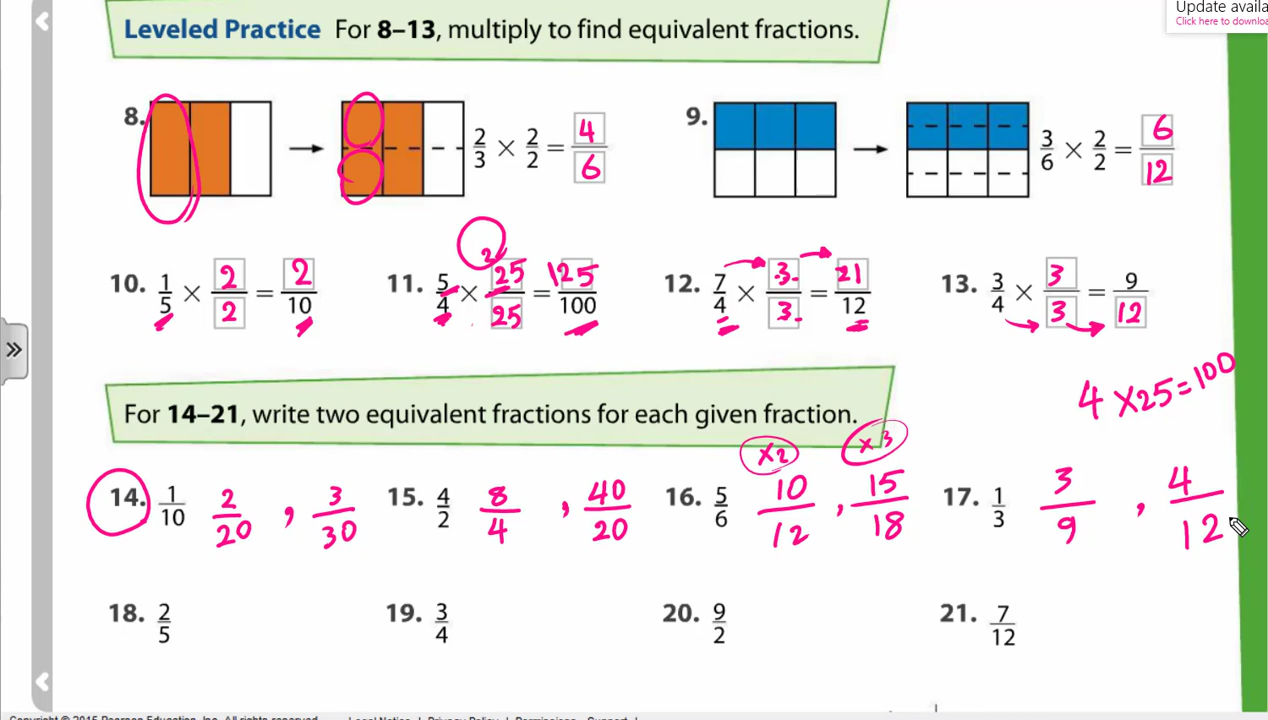 Update availa
Click here to downloa
Leveled Practice For 8–13, multiply to find equivalent fractions.
8. 2/3 × 2/2 = 4/6
9. 3/6 × 2/2 = 6/12
10. 1/5 × 2/2 = 2/10
11. 5/4 × 25/25 = 125/100
2
12. 7/4 × 3/3 = 21/12
13. 3/4 × 3/3 = 9/12
4 × 25 = 100
For 14–21, write two equivalent fractions for each given fraction.
×2 ×3
14. 1/10 2/20 , 3/30
15. 4/2 8/4 , 40/20
16. 5/6 10/12 , 15/18
17. 1/3 3/9 , 4/12
18. 2/5
19. 3/4
20. 9/2
21. 7/12